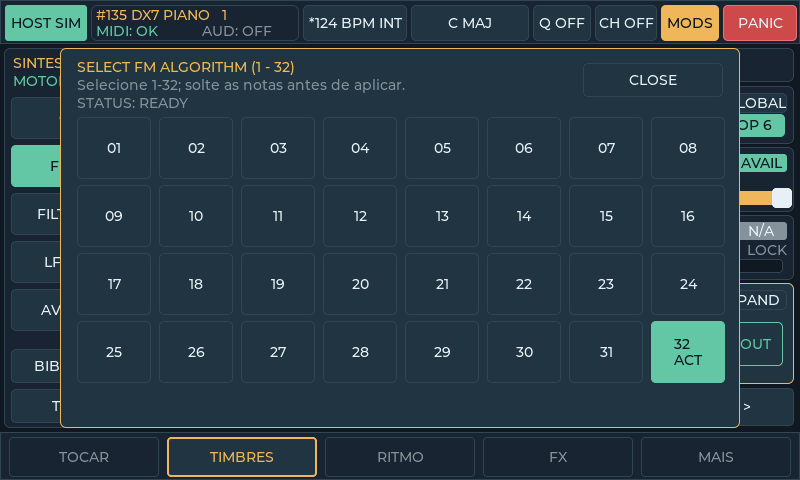 HOST SIM
#135 DX7 PIANO 1
MIDI: OK AUD: OFF
*124 BPM INT
C MAJ
Q OFF
CH OFF
MODS
PANIC
SINTES
MOTO
SELECT FM ALGORITHM (1 - 32)
Selecione 1-32; solte as notas antes de aplicar.
STATUS: READY
CLOSE
LOBAL
OP 6
AVAIL
N/A
LOCK
PAND
OUT
>
F
FILT
LF
AV
BIB
T
01 02 03 04 05 06 07 08
09 10 11 12 13 14 15 16
17 18 19 20 21 22 23 24
25 26 27 28 29 30 31 32
ACT
TOCAR TIMBRES RITMO FX MAIS